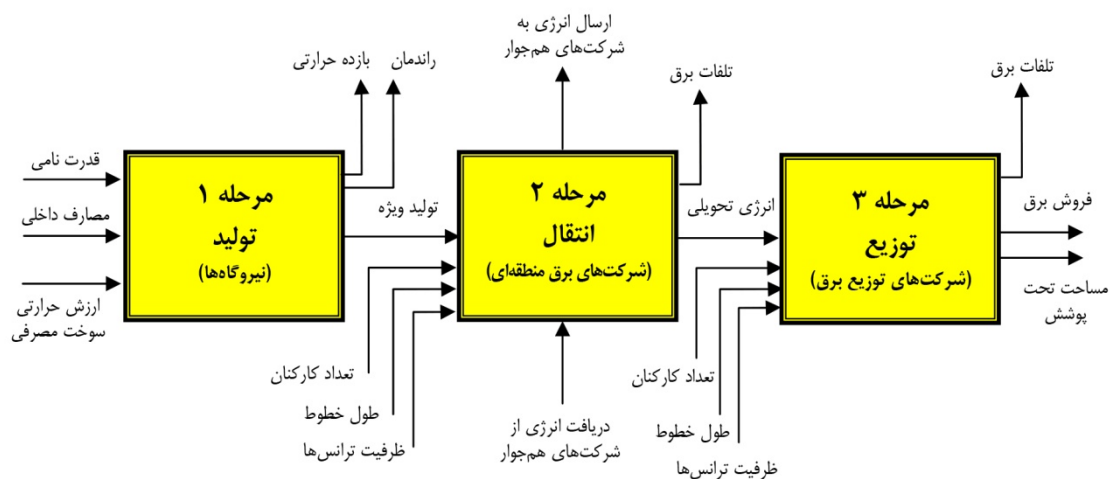 ارسال انرژی به
شرکت‌های هم‌جوار
بازده حرارتی
راندمان
تلفات برق
تلفات برق
قدرت نامی
مصارف داخلی
ارزش حرارتی
سوخت مصرفی
مرحله ۱
تولید
(نیروگاه‌ها)
تولید ویژه
مرحله ۲
انتقال
(شرکت‌های برق منطقه‌ای)
انرژی تحویلی
مرحله ۳
توزیع
(شرکت‌های توزیع برق)
فروش برق
مساحت تحت
پوشش
تعداد کارکنان
طول خطوط
ظرفیت ترانس‌ها
دریافت انرژی از
شرکت‌های هم‌جوار
تعداد کارکنان
طول خطوط
ظرفیت ترانس‌ها